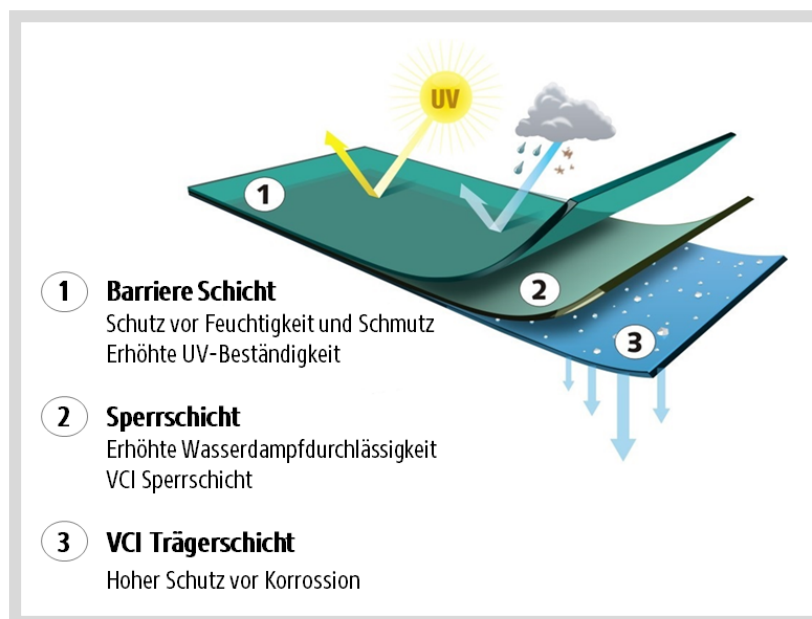 UV
1
2
3
1 Barriere Schicht
Schutz vor Feuchtigkeit und Schmutz
Erhöhte UV-Beständigkeit
2 Sperrschicht
Erhöhte Wasserdampfdurchlässigkeit
VCI Sperrschicht
3 VCI Trägerschicht
Hoher Schutz vor Korrossion